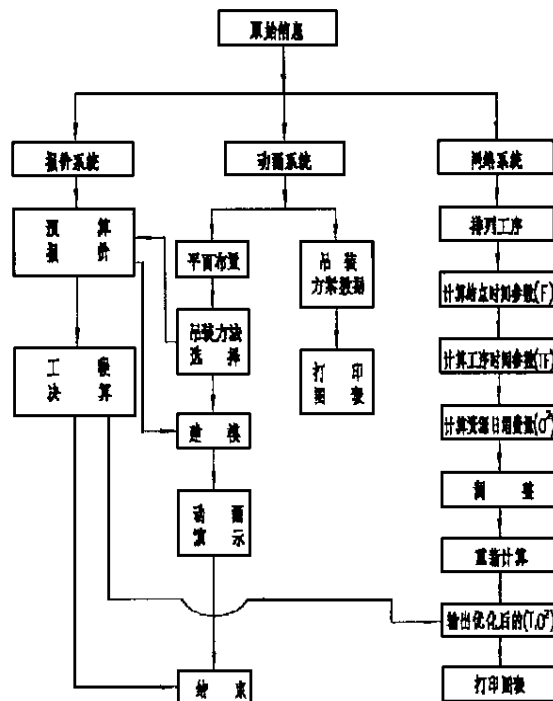 原始信息
报价系统
动画系统
网络系统
预算
报价
平面布置
吊装
方案数据
排列工序
计算结点时间参数(F)
吊装方法
选择
打印
图表
计算工序时间参数(TF)
工程
决算
建模
计算资源日消费量(σ²)
动画
演示
调整
重新计算
输出优化后的(T,σ²)
结束
打印图表